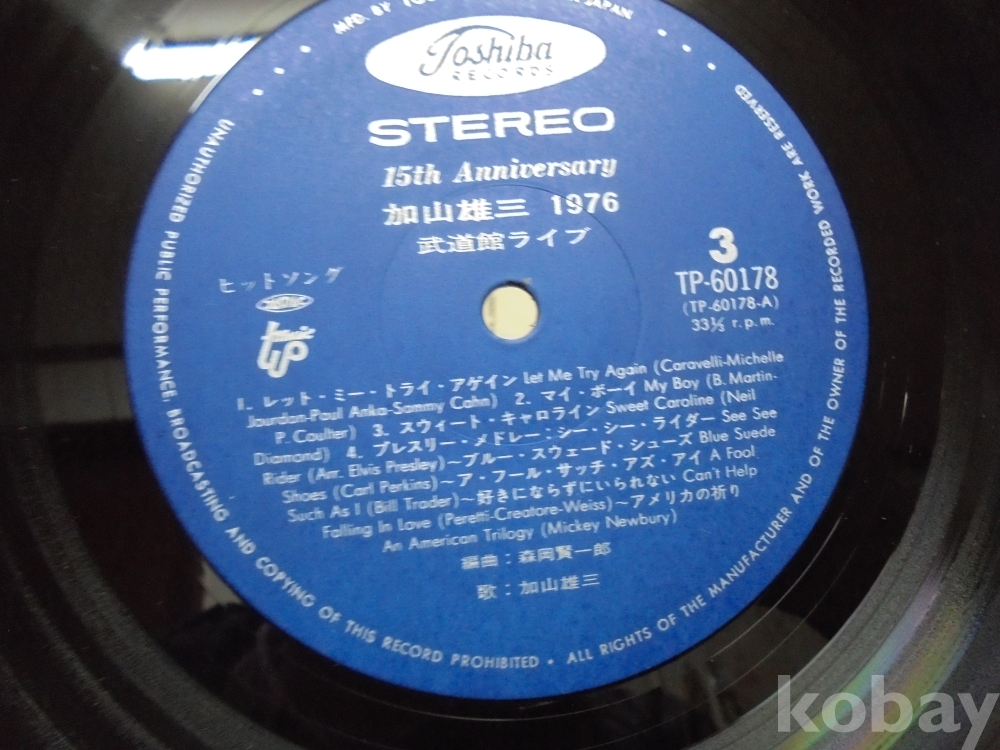 MFD. BY
JAPAN.
Toshiba
RECORDS
STEREO
15th Anniversary
加山雄三 1976
武道館ライブ
ヒットソング
3
TP-60178
(TP-60178-A)
33⅓ r.p.m.
1. レット・ミー・トライ・アゲイン Let Me Try Again (Caravelli-Michelle
Jourdan-Paul Anka-Sammy Cahn) 2. マイ・ボーイ My Boy (B. Martin-
P. Coulter) 3. スウィート・キャロライン Sweet Caroline (Neil
Diamond) 4. プレスリー・メドレー・シー・シー・ライダー See See
Rider (Arr. Elvis Presley)~ブルー・スウェード・シューズ Blue Suede
Shoes (Carl Perkins)~ア・フール・サッチ・アズ・アイ A Fool
Such As I (Bill Trader)~好きにならずにいられない Can't Help
Falling In Love (Peretti-Creatore-Weiss)~アメリカの祈り
An American Trilogy (Mickey Newbury)
編曲:森岡賢一郎
歌:加山雄三
UNAUTHORIZED PUBLIC PERFORMANCE, BROADCASTING AND COPYING OF THIS RECORD PROHIBITED • ALL RIGHTS OF THE MANUFACTURER AND OF THE OWNER OF THE RECORDED WORK ARE RESERVED
kobay